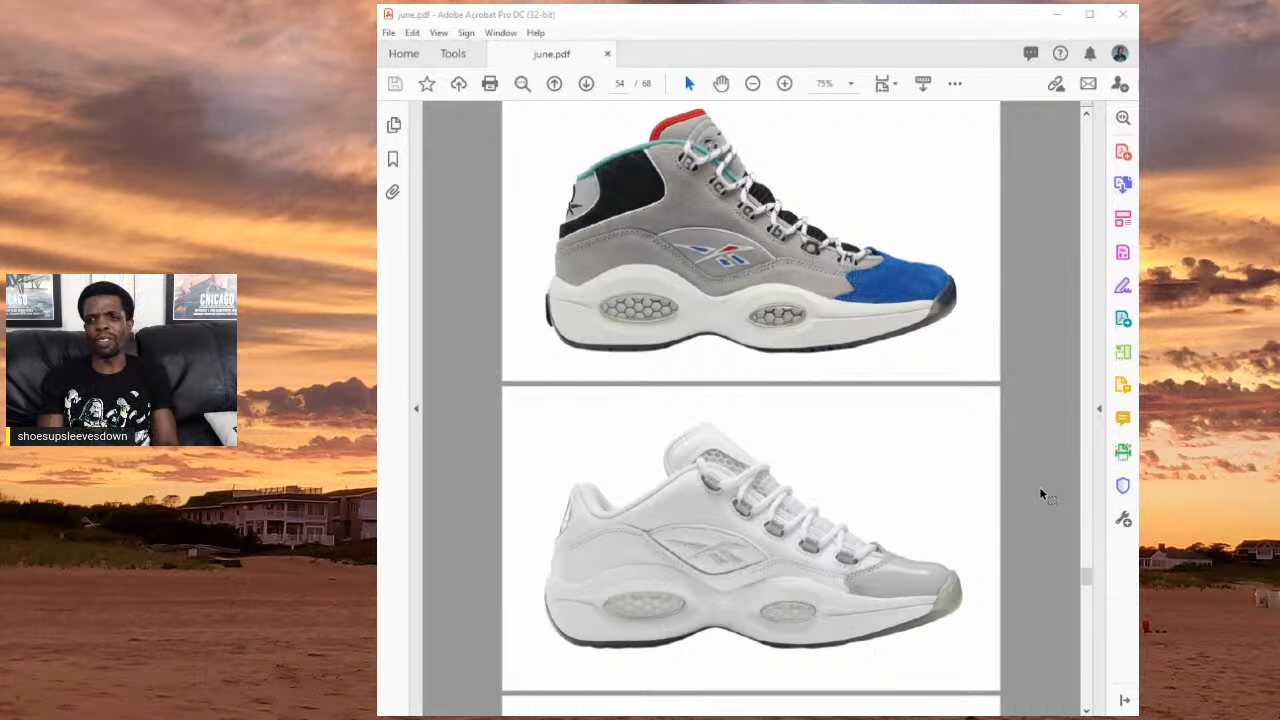 june.pdf - Adobe Acrobat Pro DC (32-bit)
File Edit View Sign Window Help
Home Tools june.pdf
54 / 68 75%
CHICAGO
shoesupsleevesdown